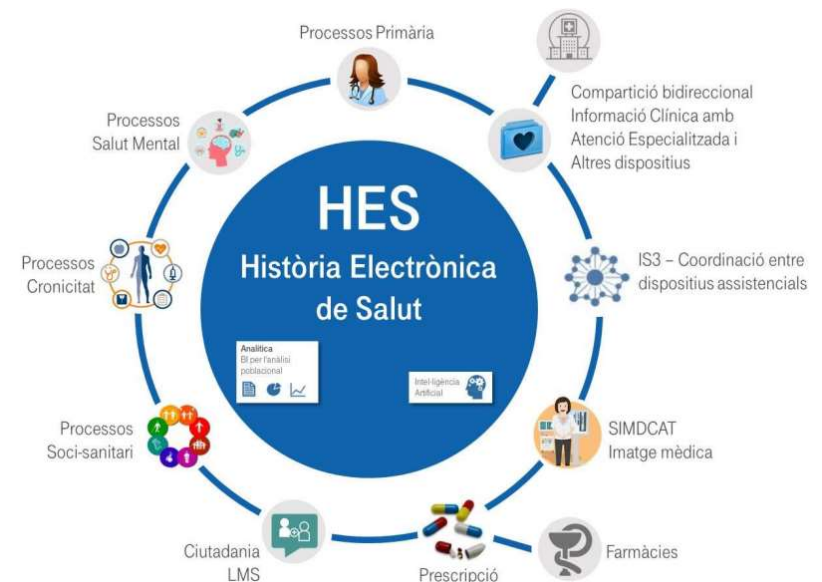 Processos Primària
Compartició bidireccional
Informació Clínica amb
Atenció Especialitzada i
Altres dispositius
Processos
Salut Mental
HES
Història Electrònica
de Salut
IS3 – Coordinació entre
dispositius assistencials
Processos
Cronicitat
Analítica
BI per l'anàlisi
poblacional
Intel·ligència
Artificial
Processos
Soci-sanitari
SIMDCAT
Imatge mèdica
Ciutadania
LMS
Prescripció
Farmàcies